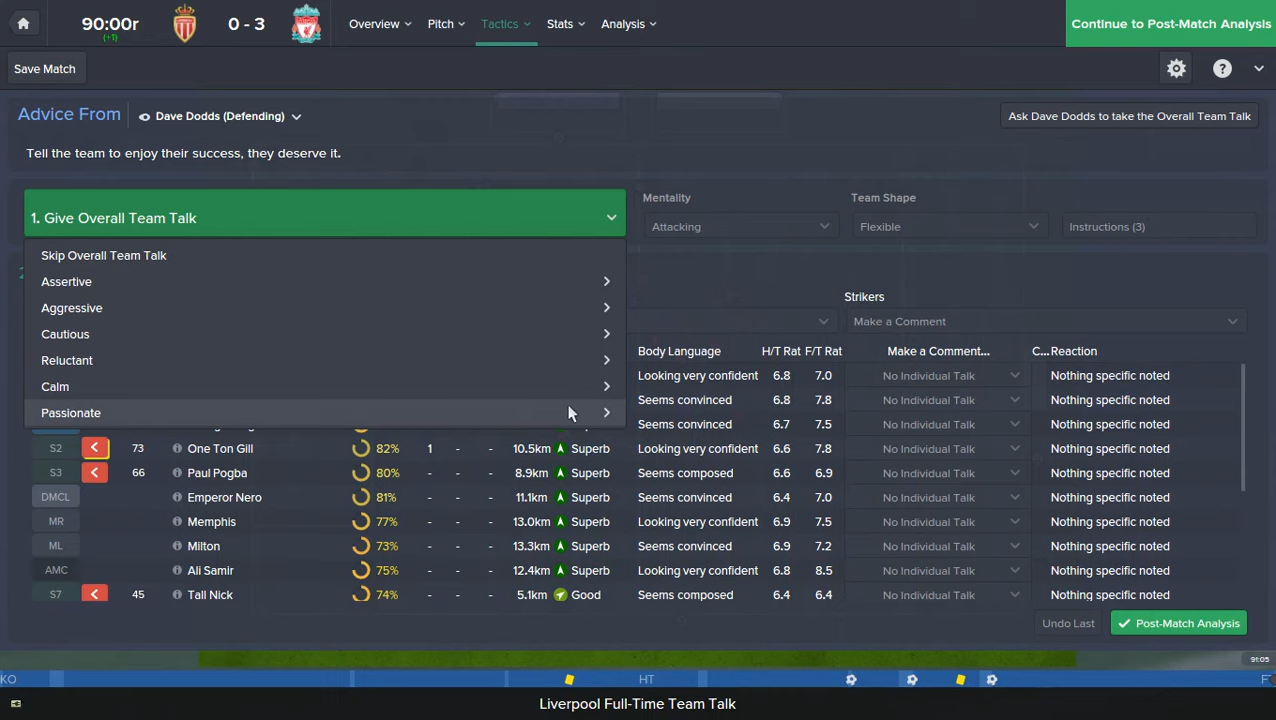 90:00r
(+1)
0 - 3
Overview
Pitch
Tactics
Stats
Analysis
Continue to Post-Match Analysis
Save Match
?
Advice From
Dave Dodds (Defending)
Ask Dave Dodds to take the Overall Team Talk
Tell the team to enjoy their success, they deserve it.
1. Give Overall Team Talk
Mentality
Attacking
Team Shape
Flexible
Instructions (3)
Skip Overall Team Talk
Assertive
Aggressive
Cautious
Reluctant
Calm
Passionate
Strikers
Make a Comment
Body Language H/T Rat F/T Rat Make a Comment... C... Reaction
Looking very confident 6.8 7.0 No Individual Talk Nothing specific noted
Seems convinced 6.8 7.8 No Individual Talk Nothing specific noted
Seems convinced 6.7 7.5 No Individual Talk Nothing specific noted
S2 73 One Ton Gill 82% 1 - - 10.5km Superb Looking very confident 6.6 7.8 No Individual Talk Nothing specific noted
S3 66 Paul Pogba 80% - - - 8.9km Superb Seems composed 6.6 6.9 No Individual Talk Nothing specific noted
DMCL Emperor Nero 81% - - - 11.1km Superb Seems convinced 6.4 7.0 No Individual Talk Nothing specific noted
MR Memphis 77% - - - 13.0km Superb Looking very confident 6.9 7.5 No Individual Talk Nothing specific noted
ML Milton 73% - - - 13.3km Superb Seems convinced 6.9 7.2 No Individual Talk Nothing specific noted
AMC Ali Samir 75% - - - 12.4km Superb Looking very confident 6.8 8.5 No Individual Talk Nothing specific noted
S7 45 Tall Nick 74% - - - 5.1km Good Seems composed 6.4 6.4 No Individual Talk Nothing specific noted
Undo Last
Post-Match Analysis
91:05
KO
HT
Liverpool Full-Time Team Talk